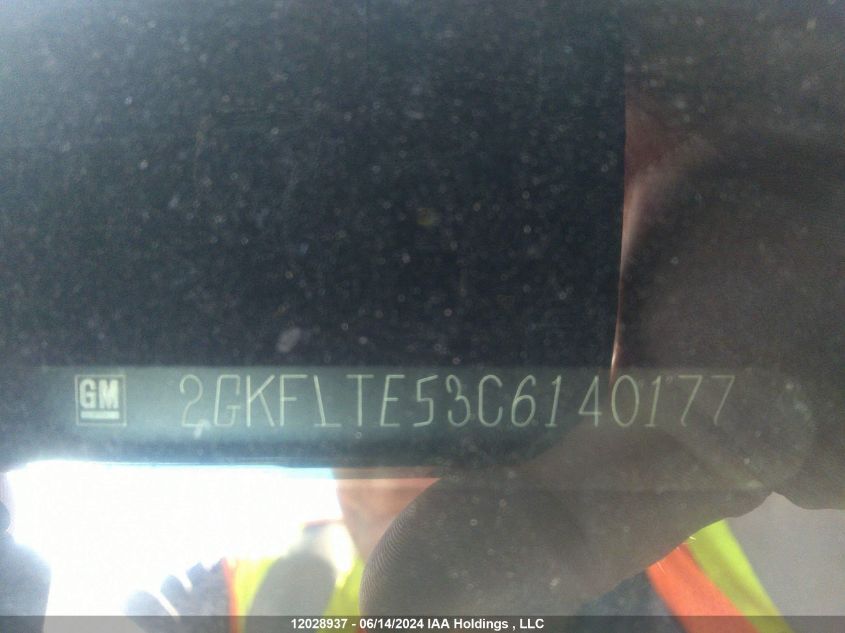 GM 2GKFLTE53C6140177
12028937 - 06/14/2024 IAA Holdings , LLC